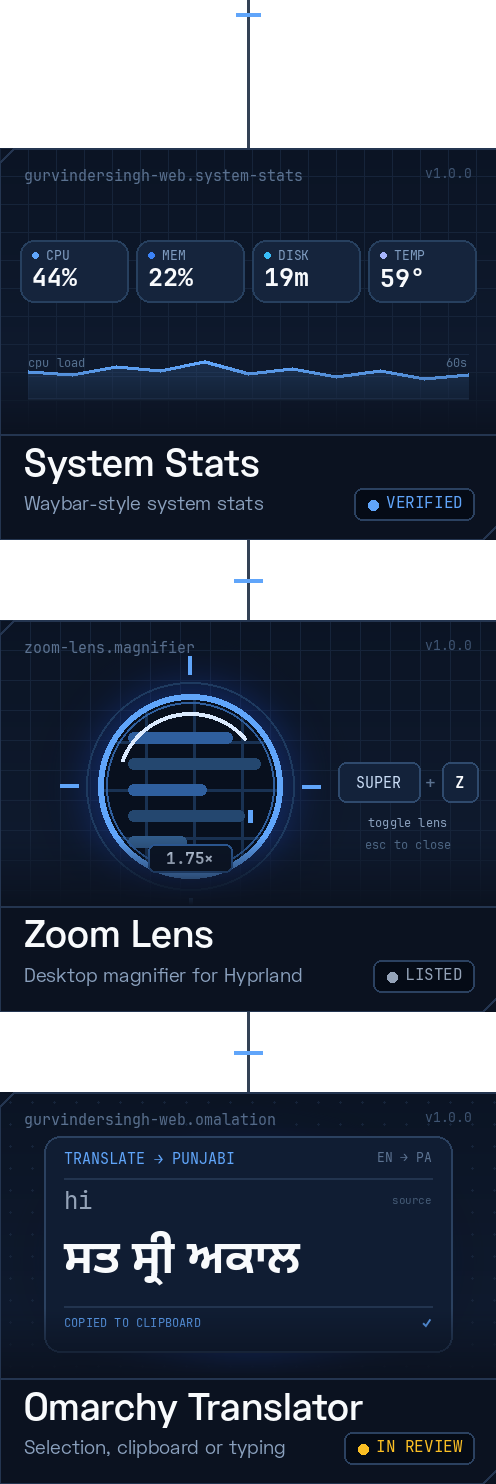 gurvindersingh-web.system-stats
v1.0.0
CPU
44%
MEM
22%
DISK
19m
TEMP
59°
cpu load
60s
System Stats
Waybar-style system stats
VERIFIED
zoom-lens.magnifier
v1.0.0
1.75×
SUPER + Z
toggle lens
esc to close
Zoom Lens
Desktop magnifier for Hyprland
LISTED
gurvindersingh-web.omalation
v1.0.0
TRANSLATE → PUNJABI
EN → PA
hi
source
ਸਤ ਸ੍ਰੀ ਅਕਾਲ
COPIED TO CLIPBOARD
Omarchy Translator
Selection, clipboard or typing
IN REVIEW